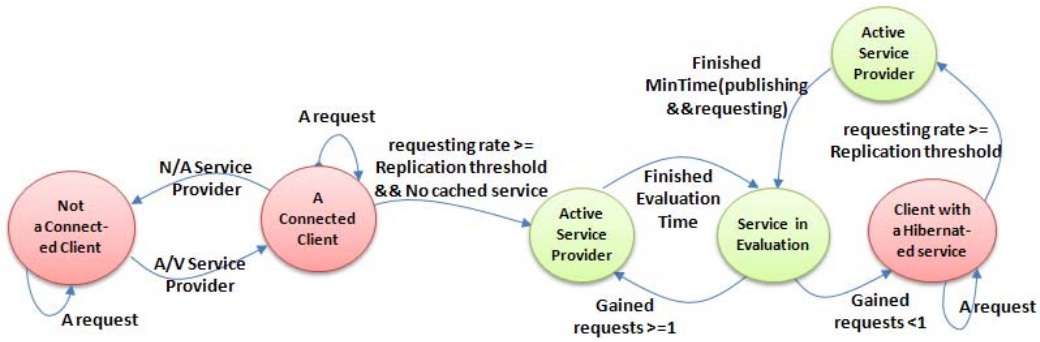 Active
Service
Provider
Finished
MinTime(publishing
&&requesting)
A request
requesting rate >=
Replication threshold
&& No cached service
requesting rate >=
Replication threshold
N/A Service
Provider
Not
a Connect-
ed Client
A
Connected
Client
Finished
Evaluation
Time
Active
Service
Provider
Service in
Evaluation
Client with
a Hibernat-
ed service
A/V Service
Provider
A request
Gained
requests >=1
Gained
requests <1
A request